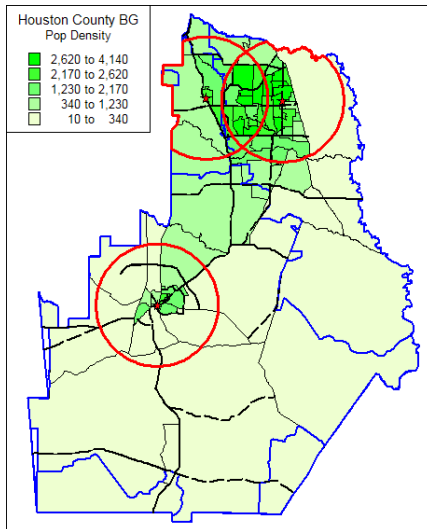 Houston County BG
Pop Density
2,620 to 4,140
2,170 to 2,620
1,230 to 2,170
340 to 1,230
10 to 340